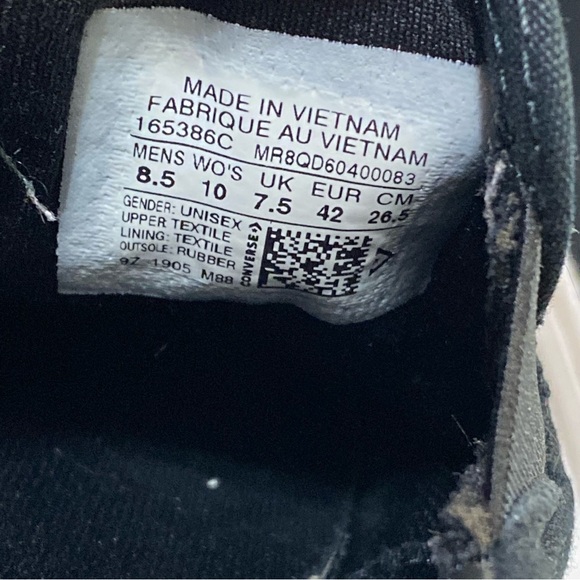 MADE IN VIETNAM
FABRIQUE AU VIETNAM
165386C MR8QD60400083
MENS WO'S UK EUR CM
8.5 10 7.5 42 26.5
GENDER: UNISEX
UPPER TEXTILE
LINING: TEXTILE
OUTSOLE: RUBBER
1905 M88
CONVERSE